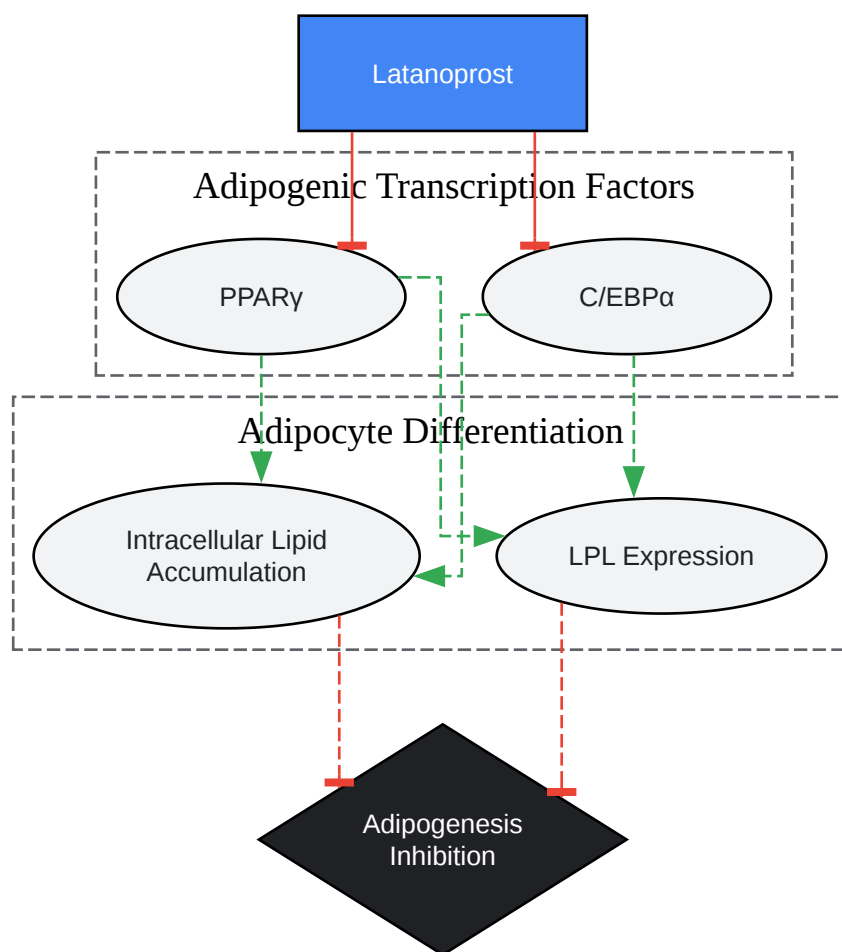 Latanoprost
Adipogenic Transcription Factors
PPARγ
C/EBPα
Adipocyte Differentiation
Intracellular Lipid
Accumulation
LPL Expression
Adipogenesis
Inhibition